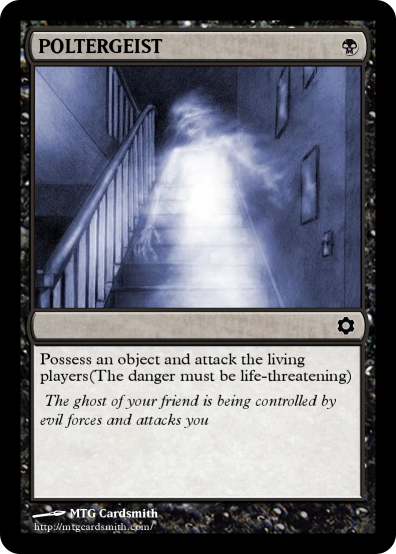 POLTERGEIST
Possess an object and attack the living
players(The danger must be life-threatening)
The ghost of your friend is being controlled by
evil forces and attacks you
MTG Cardsmith
http://mtgcardsmith.com/